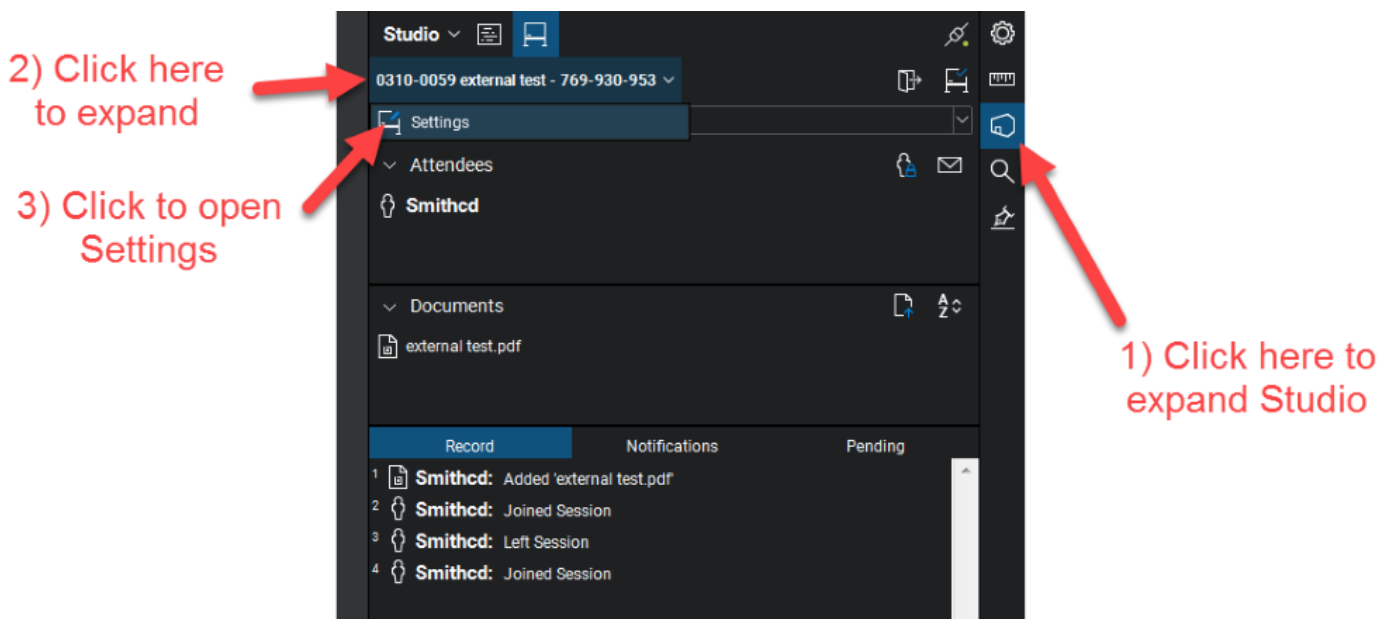 Studio
2) Click here
to expand
0310-0059 external test - 769-930-953
Settings
Attendees
3) Click to open
Settings
Smithcd
Documents
A
Z
external test.pdf
1) Click here to
expand Studio
Record Notifications Pending
1 Smithcd: Added 'external test.pdf'
2 Smithcd: Joined Session
3 Smithcd: Left Session
4 Smithcd: Joined Session